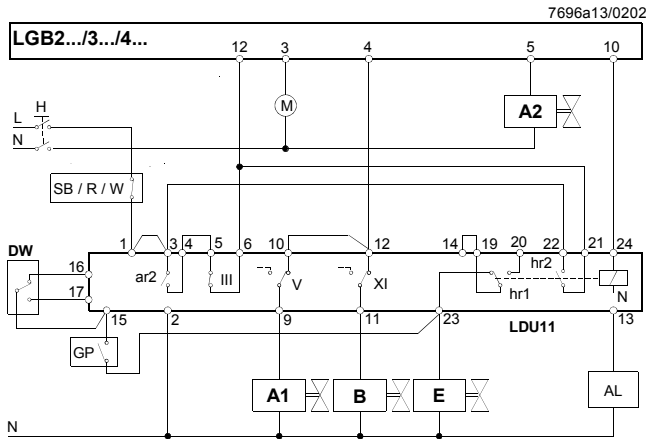 7696a13/0202
LGB2.../3.../4...
12 3 4 5 10
H
L
M
A2
N
SB / R / W
1 3 4 5 6 10 12 14 19 20 22 21 24
DW
hr2
16
ar2 III V XI
hr1 N
17
15 2 9 11 23 LDU11 13
GP
A1 B E AL
N